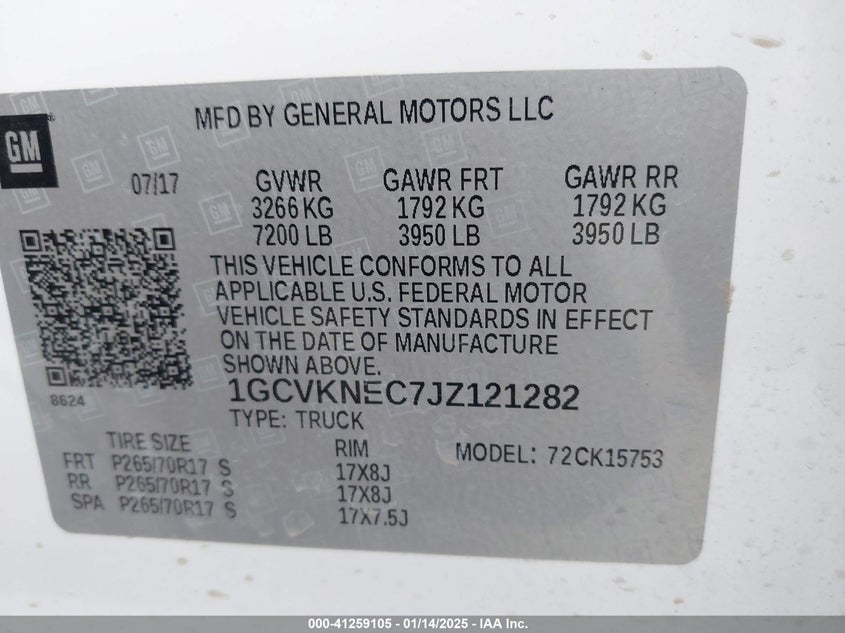 MFD BY GENERAL MOTORS LLC
GM
07/17 GVWR GAWR FRT GAWR RR
3266 KG 1792 KG 1792 KG
7200 LB 3950 LB 3950 LB
THIS VEHICLE CONFORMS TO ALL
APPLICABLE U.S. FEDERAL MOTOR
VEHICLE SAFETY STANDARDS IN EFFECT
ON THE DATE OF MANUFACTURE
SHOWN ABOVE.
8624
1GCVKNEC7JZ121282
TYPE: TRUCK
TIRE SIZE RIM MODEL: 72CK15753
FRT P265/70R17 S 17X8J
RR P265/70R17 S 17X8J
SPA P265/70R17 S 17X7.5J
000-41259105 - 01/14/2025 - IAAI Inc.